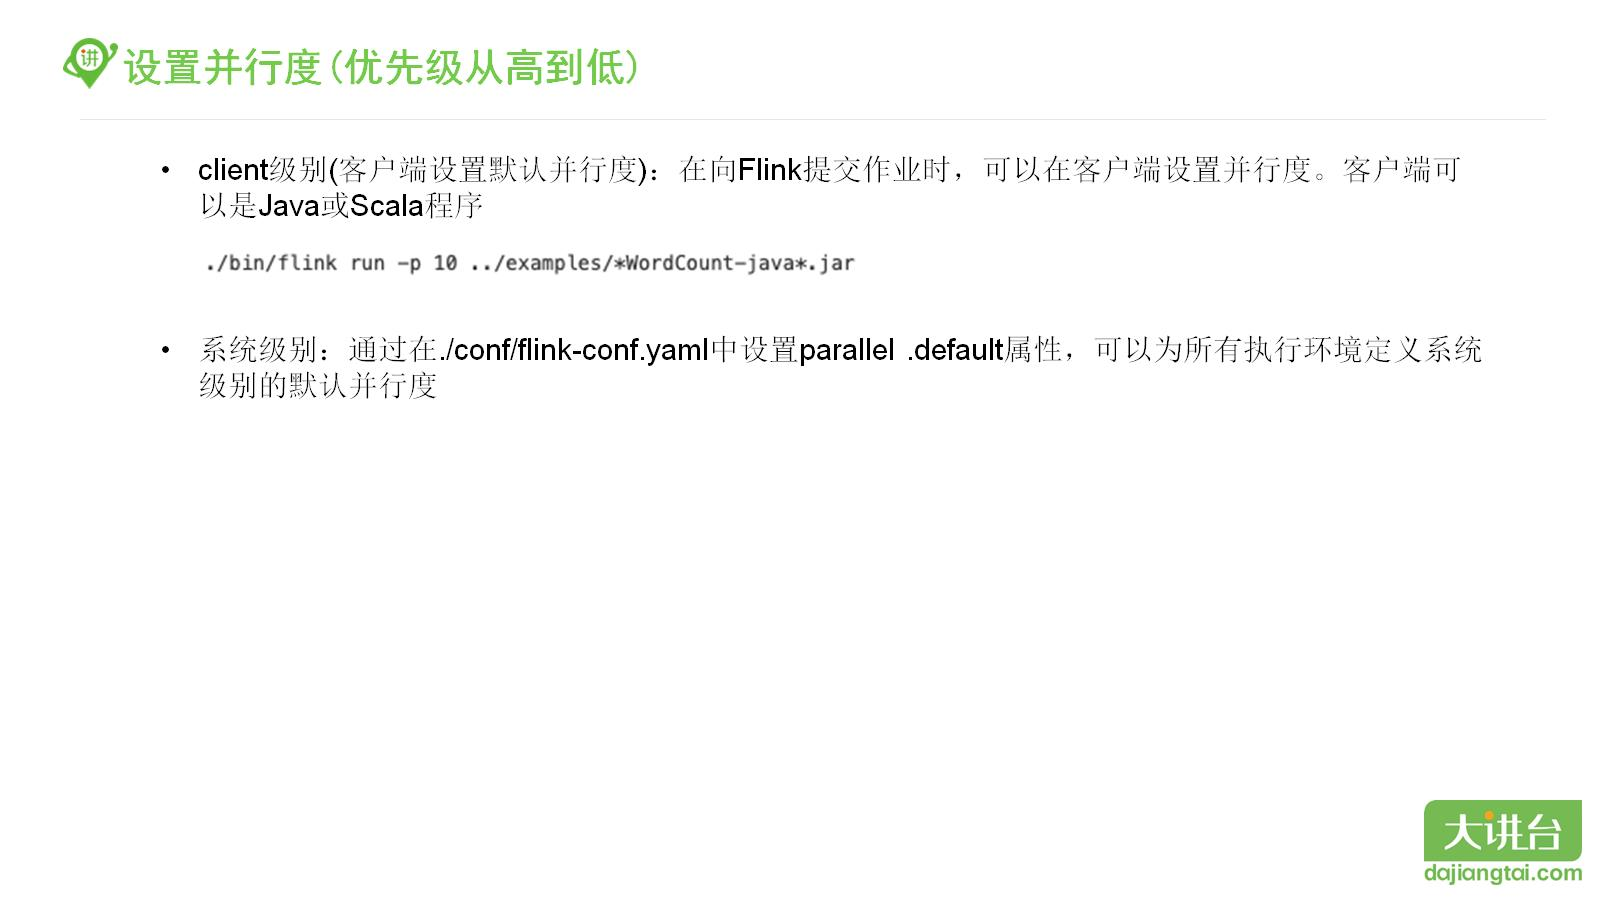 讲
设置并行度(优先级从高到低)
• client级别(客户端设置默认并行度)：在向Flink提交作业时，可以在客户端设置并行度。客户端可
以是Java或Scala程序
./bin/flink run -p 10 ../examples/*WordCount-java*.jar
• 系统级别：通过在./conf/flink-conf.yaml中设置parallel .default属性，可以为所有执行环境定义系统
级别的默认并行度
大讲台
dajiangtai.com